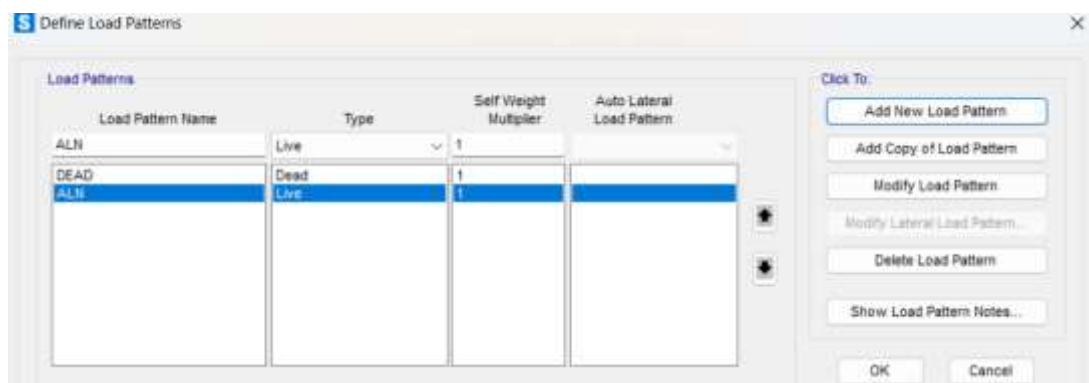 S Define Load Patterns
Load Patterns
Click To:
Load Pattern Name Type Self Weight Multiplier Auto Lateral Load Pattern
Add New Load Pattern
ALN Live 1
Add Copy of Load Pattern
DEAD Dead 1
ALN Live 1
Modify Load Pattern
Modify Lateral Load Pattern...
Delete Load Pattern
Show Load Pattern Notes...
OK Cancel